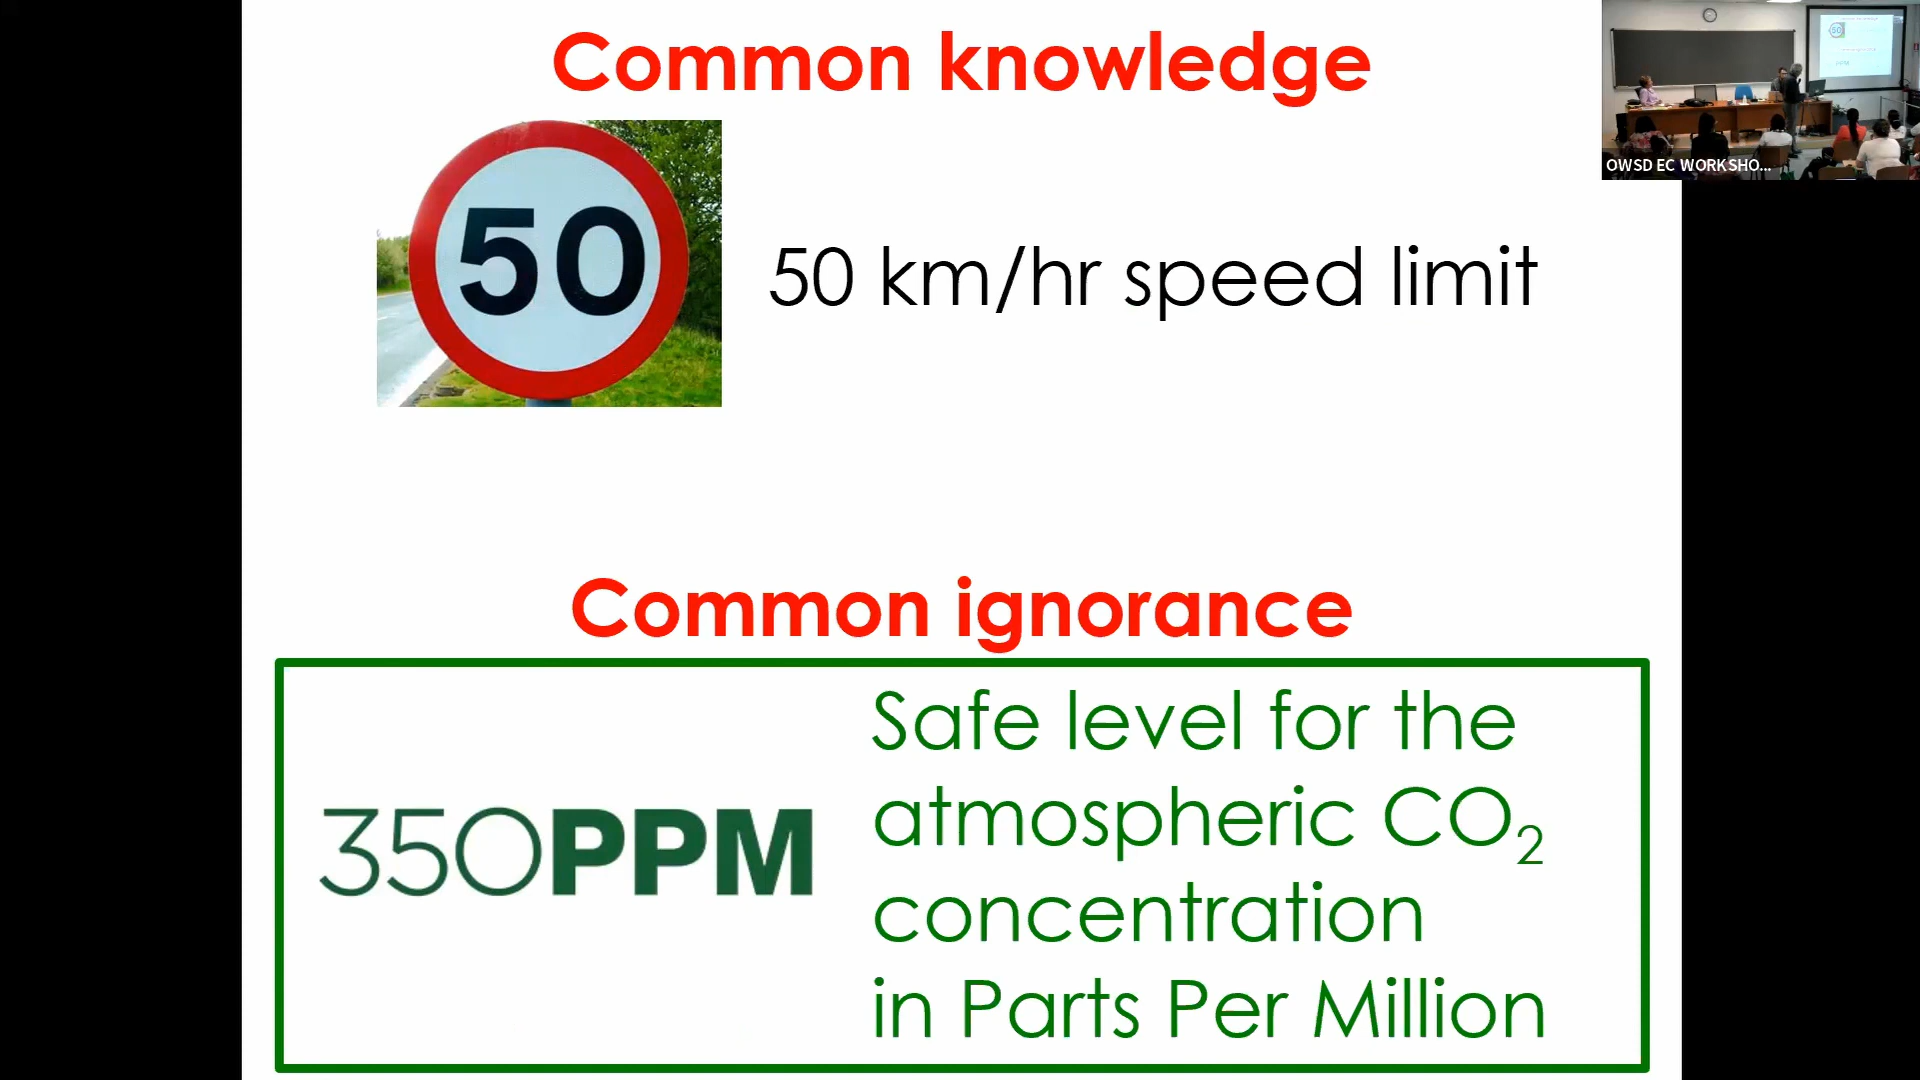 Common knowledge
50
50 km/hr speed limit
Common ignorance
350PPM
Safe level for the
atmospheric CO₂
concentration
in Parts Per Million
OWSD EC WORKSHO...